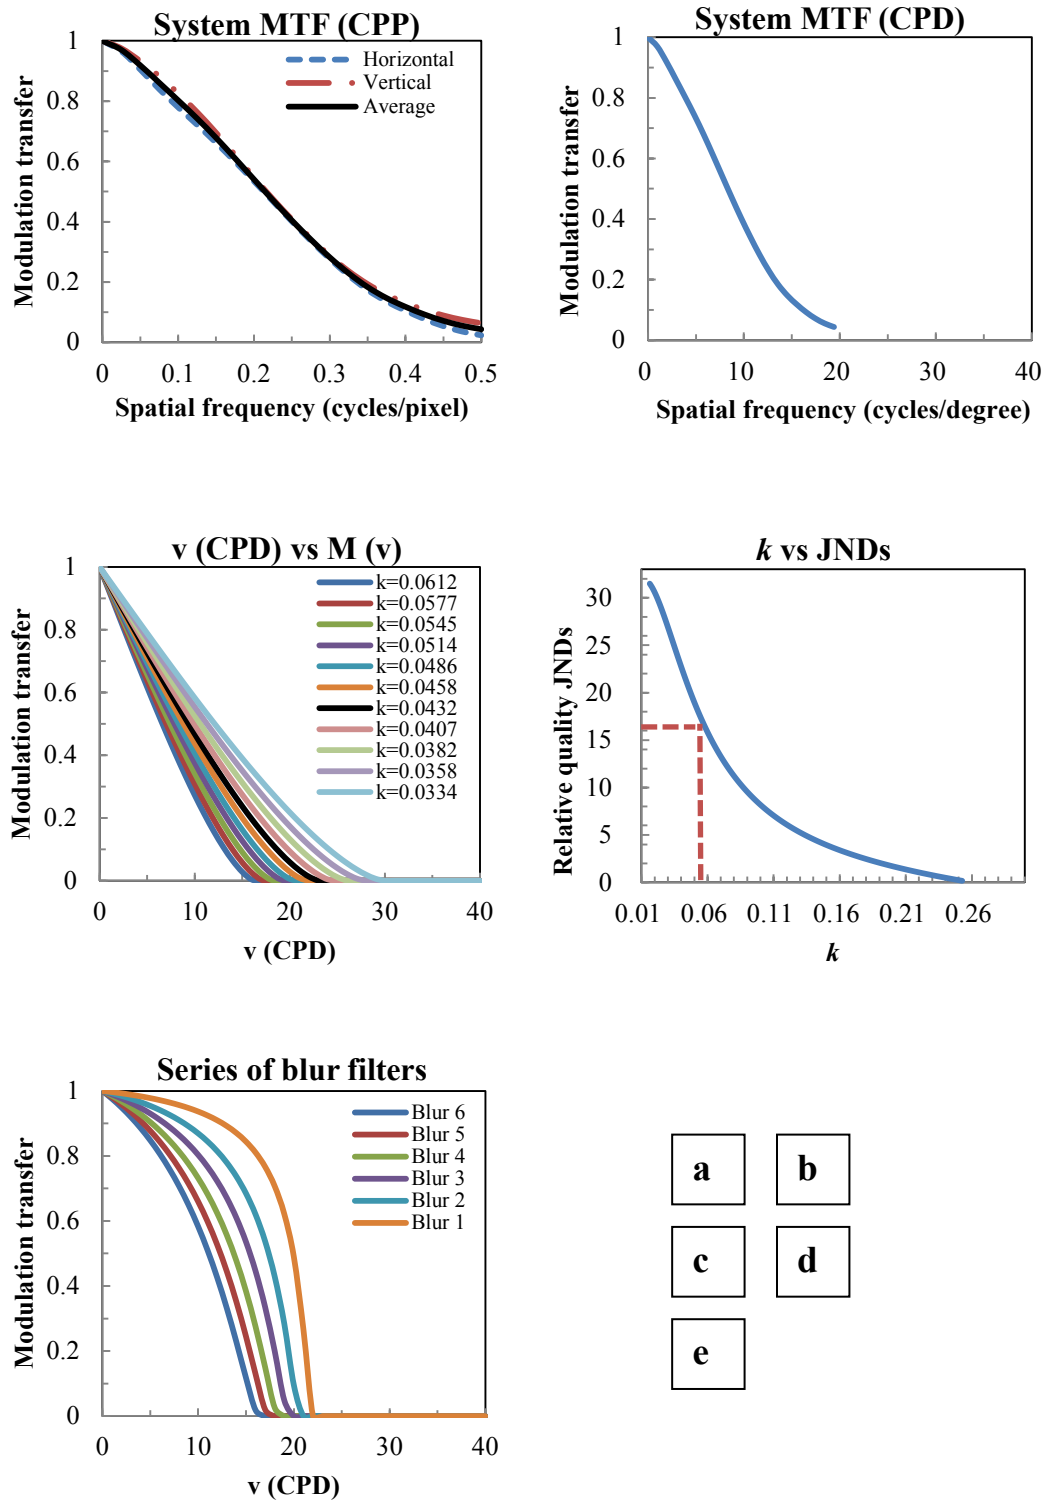 System MTF (CPP)
Modulation transfer
1
0.8
0.6
0.4
0.2
0
Horizontal
Vertical
Average
0 0.1 0.2 0.3 0.4 0.5
Spatial frequency (cycles/pixel)
System MTF (CPD)
Modulation transfer
1
0.8
0.6
0.4
0.2
0
0 10 20 30 40
Spatial frequency (cycles/degree)
v (CPD) vs M (v)
Modulation transfer
1
0.8
0.6
0.4
0.2
0
k=0.0612
k=0.0577
k=0.0545
k=0.0514
k=0.0486
k=0.0458
k=0.0432
k=0.0407
k=0.0382
k=0.0358
k=0.0334
0 10 20 30 40
v (CPD)
k vs JNDs
Relative quality JNDs
30
25
20
15
10
5
0
0.01 0.06 0.11 0.16 0.21 0.26
k
Series of blur filters
Modulation transfer
1
0.8
0.6
0.4
0.2
0
Blur 6
Blur 5
Blur 4
Blur 3
Blur 2
Blur 1
0 10 20 30 40
v (CPD)
a b
c d
e